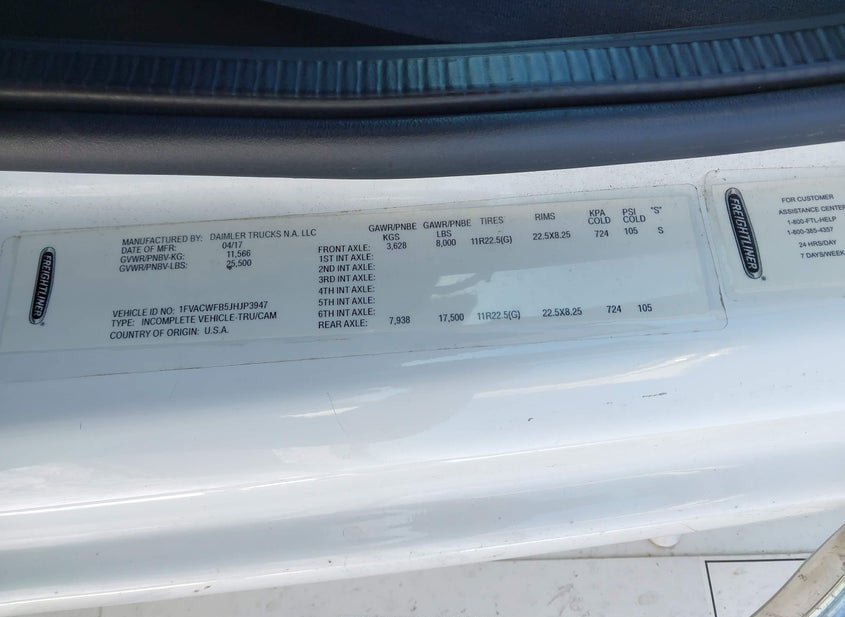 FREIGHTLINER
MANUFACTURED BY: DAIMLER TRUCKS N.A. LLC
DATE OF MFR: 04/17
GVWR/PNBV-KG: 11,566
GVWR/PNBV-LBS: 25,500
VEHICLE ID NO.: 1FVACWFB5JHJP3947
TYPE: INCOMPLETE VEHICLE-TRU/CAM
COUNTRY OF ORIGIN: U.S.A.
GAWR/PNBE GAWR/PNBE TIRES RIMS KPA PSI "S"
KGS LBS COLD COLD
FRONT AXLE: 3,628 8,000 11R22.5(G) 22.5X8.25 724 105 S
1ST INT AXLE:
2ND INT AXLE:
3RD INT AXLE:
4TH INT AXLE:
5TH INT AXLE:
6TH INT AXLE:
REAR AXLE: 7,938 17,500 11R22.5(G) 22.5X8.25 724 105
FREIGHTLINER
FOR CUSTOMER
ASSISTANCE CENTER
1-800-FTL-HELP
1-800-385-4357
24 HRS/DAY
7 DAYS/WEEK